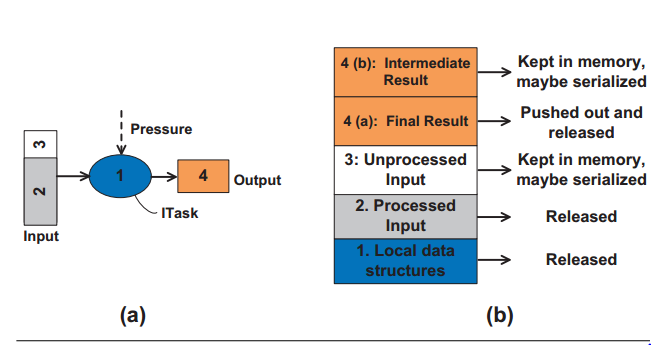 Pressure
3
2
1
4
Output
ITask
Input
(a)
4 (b): Intermediate
Result
Kept in memory,
maybe serialized
4 (a): Final Result
Pushed out and
released
3: Unprocessed
Input
Kept in memory,
maybe serialized
2. Processed
Input
Released
1. Local data
structures
Released
(b)